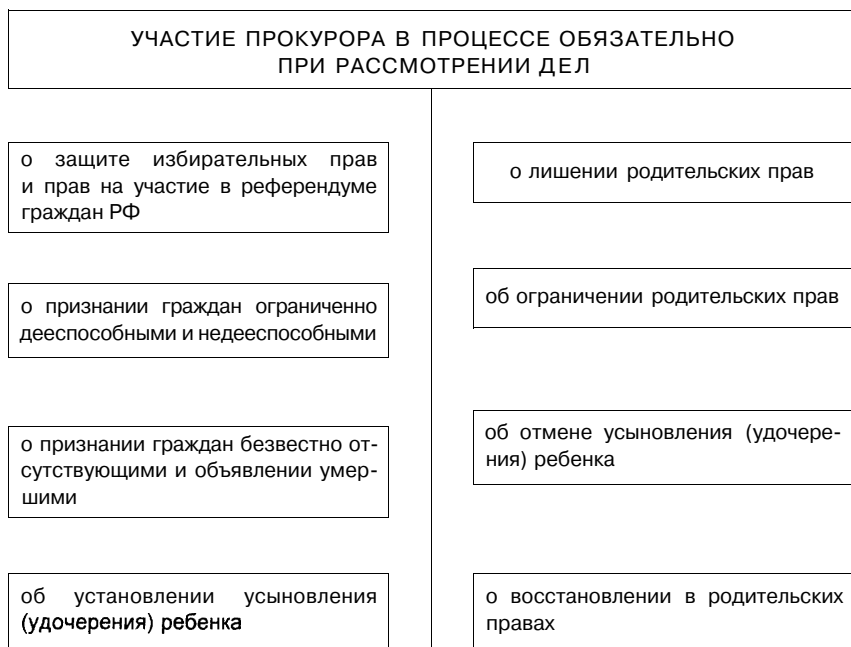 УЧАСТИЕ ПРОКУРОРА В ПРОЦЕССЕ ОБЯЗАТЕЛЬНО
ПРИ РАССМОТРЕНИИ ДЕЛ
о защите избирательных прав
и прав на участие в референдуме
граждан РФ
о признании граждан ограниченно
дееспособными и недееспособными
о признании граждан безвестно от-
сутствующими и объявлении умер-
шими
об установлении усыновления
(удочерения) ребенка
о лишении родительских прав
об ограничении родительских прав
об отмене усыновления (удочере-
ния) ребенка
о восстановлении в родительских
правах